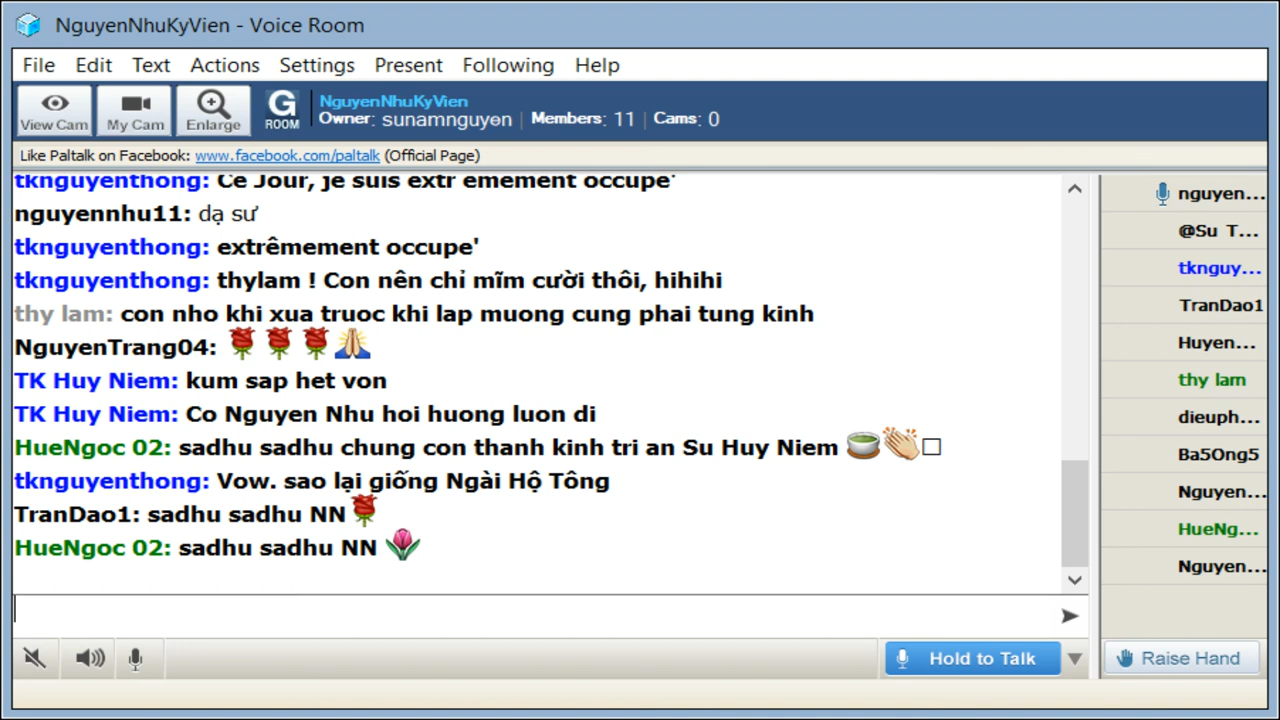 NguyenNhuKyVien - Voice Room
File Edit Text Actions Settings Present Following Help
View Cam My Cam Enlarge G ROOM
NguyenNhuKyVien
Owner: sunamnguyen | Members: 11 | Cams: 0
Like Paltalk on Facebook: www.facebook.com/paltalk (Official Page)
tknguyenthong: Ce Jour, je suis extr emement occupe'
nguyennhu11: dạ sư
tknguyenthong: extrêmement occupe'
tknguyenthong: thylam ! Con nên chỉ mĩm cười thôi, hihihi
thy lam: con nho khi xua truoc khi lap muong cung phai tung kinh
NguyenTrang04: 🌹🌹🌹🙏
TK Huy Niem: kum sap het von
TK Huy Niem: Co Nguyen Nhu hoi huong luon di
HueNgoc 02: sadhu sadhu chung con thanh kinh tri an Su Huy Niem 🍵👏□
tknguyenthong: Vow. sao lại giống Ngài Hộ Tông
TranDao1: sadhu sadhu NN🌹
HueNgoc 02: sadhu sadhu NN 🌷
nguyen...
@Su T...
tknguy...
TranDao1
Huyen...
thy lam
dieuph...
Ba5Ong5
Nguyen...
HueNg...
Nguyen...
Hold to Talk
Raise Hand